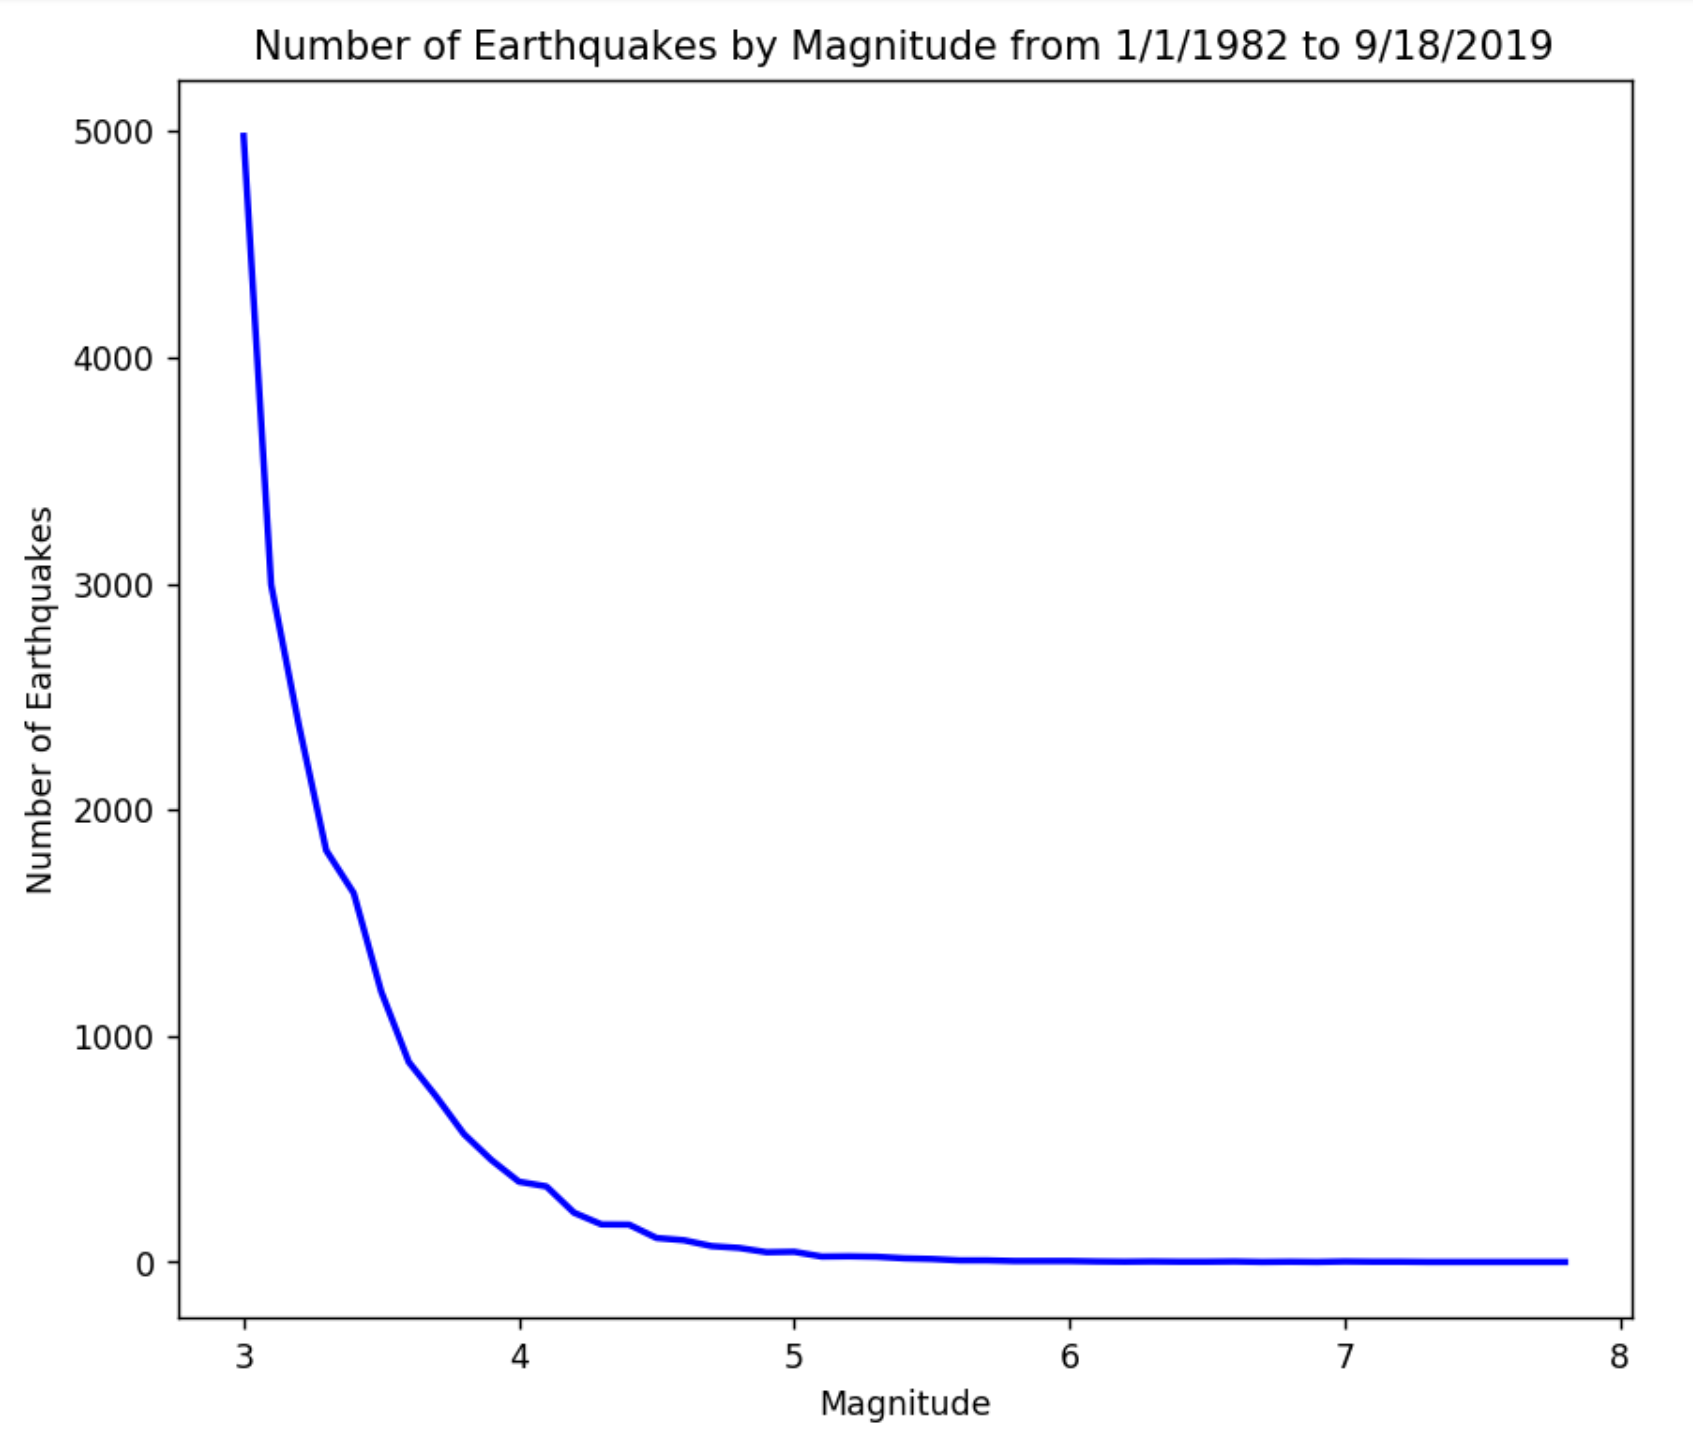 Number of Earthquakes by Magnitude from 1/1/1982 to 9/18/2019
Number of Earthquakes
5000
4000
3000
2000
1000
0
3 4 5 6 7 8
Magnitude